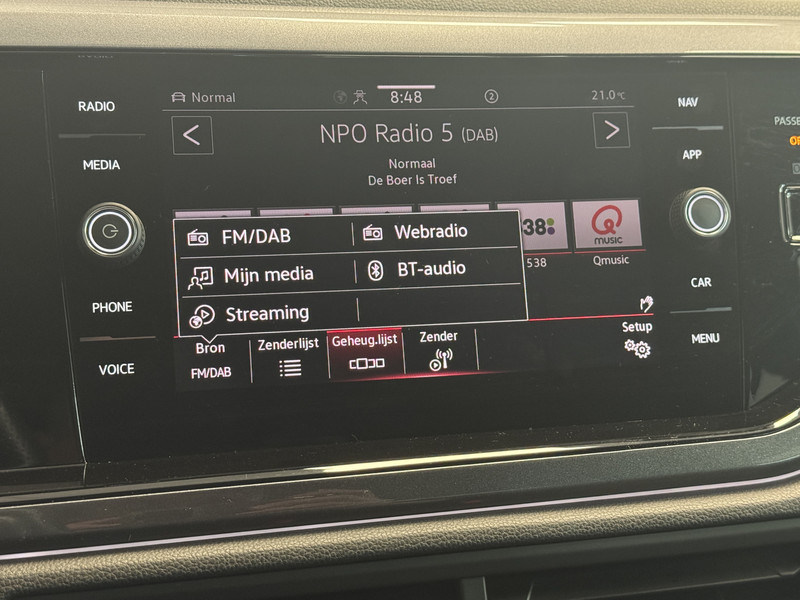 RADIO
MEDIA
PHONE
VOICE
Normal
8:48
2
21.0°C
NPO Radio 5 (DAB)
Normaal
De Boer Is Troef
FM/DAB
Webradio
Mijn media
BT-audio
Streaming
38
538
Q
music
Qmusic
Bron
FM/DAB
Zenderlijst
Geheug.lijst
Zender
Setup
NAV
APP
CAR
MENU
PASSE